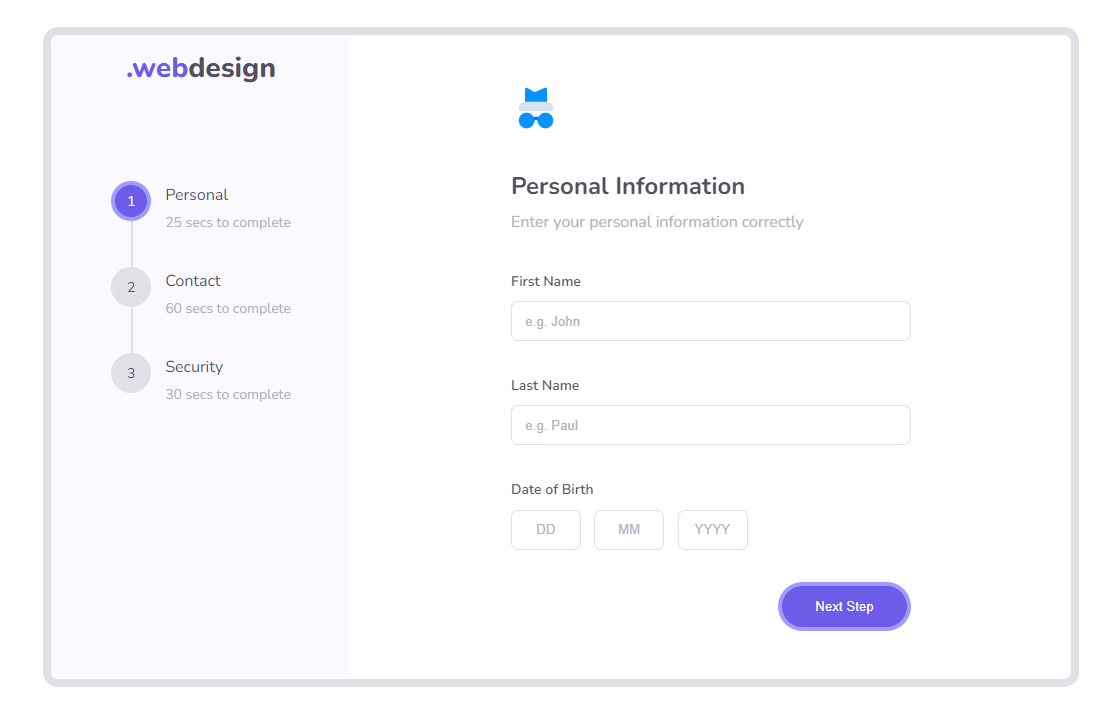 .webdesign
1 Personal
25 secs to complete
2 Contact
60 secs to complete
3 Security
30 secs to complete
Personal Information
Enter your personal information correctly
First Name
e.g. John
Last Name
e.g. Paul
Date of Birth
DD MM YYYY
Next Step